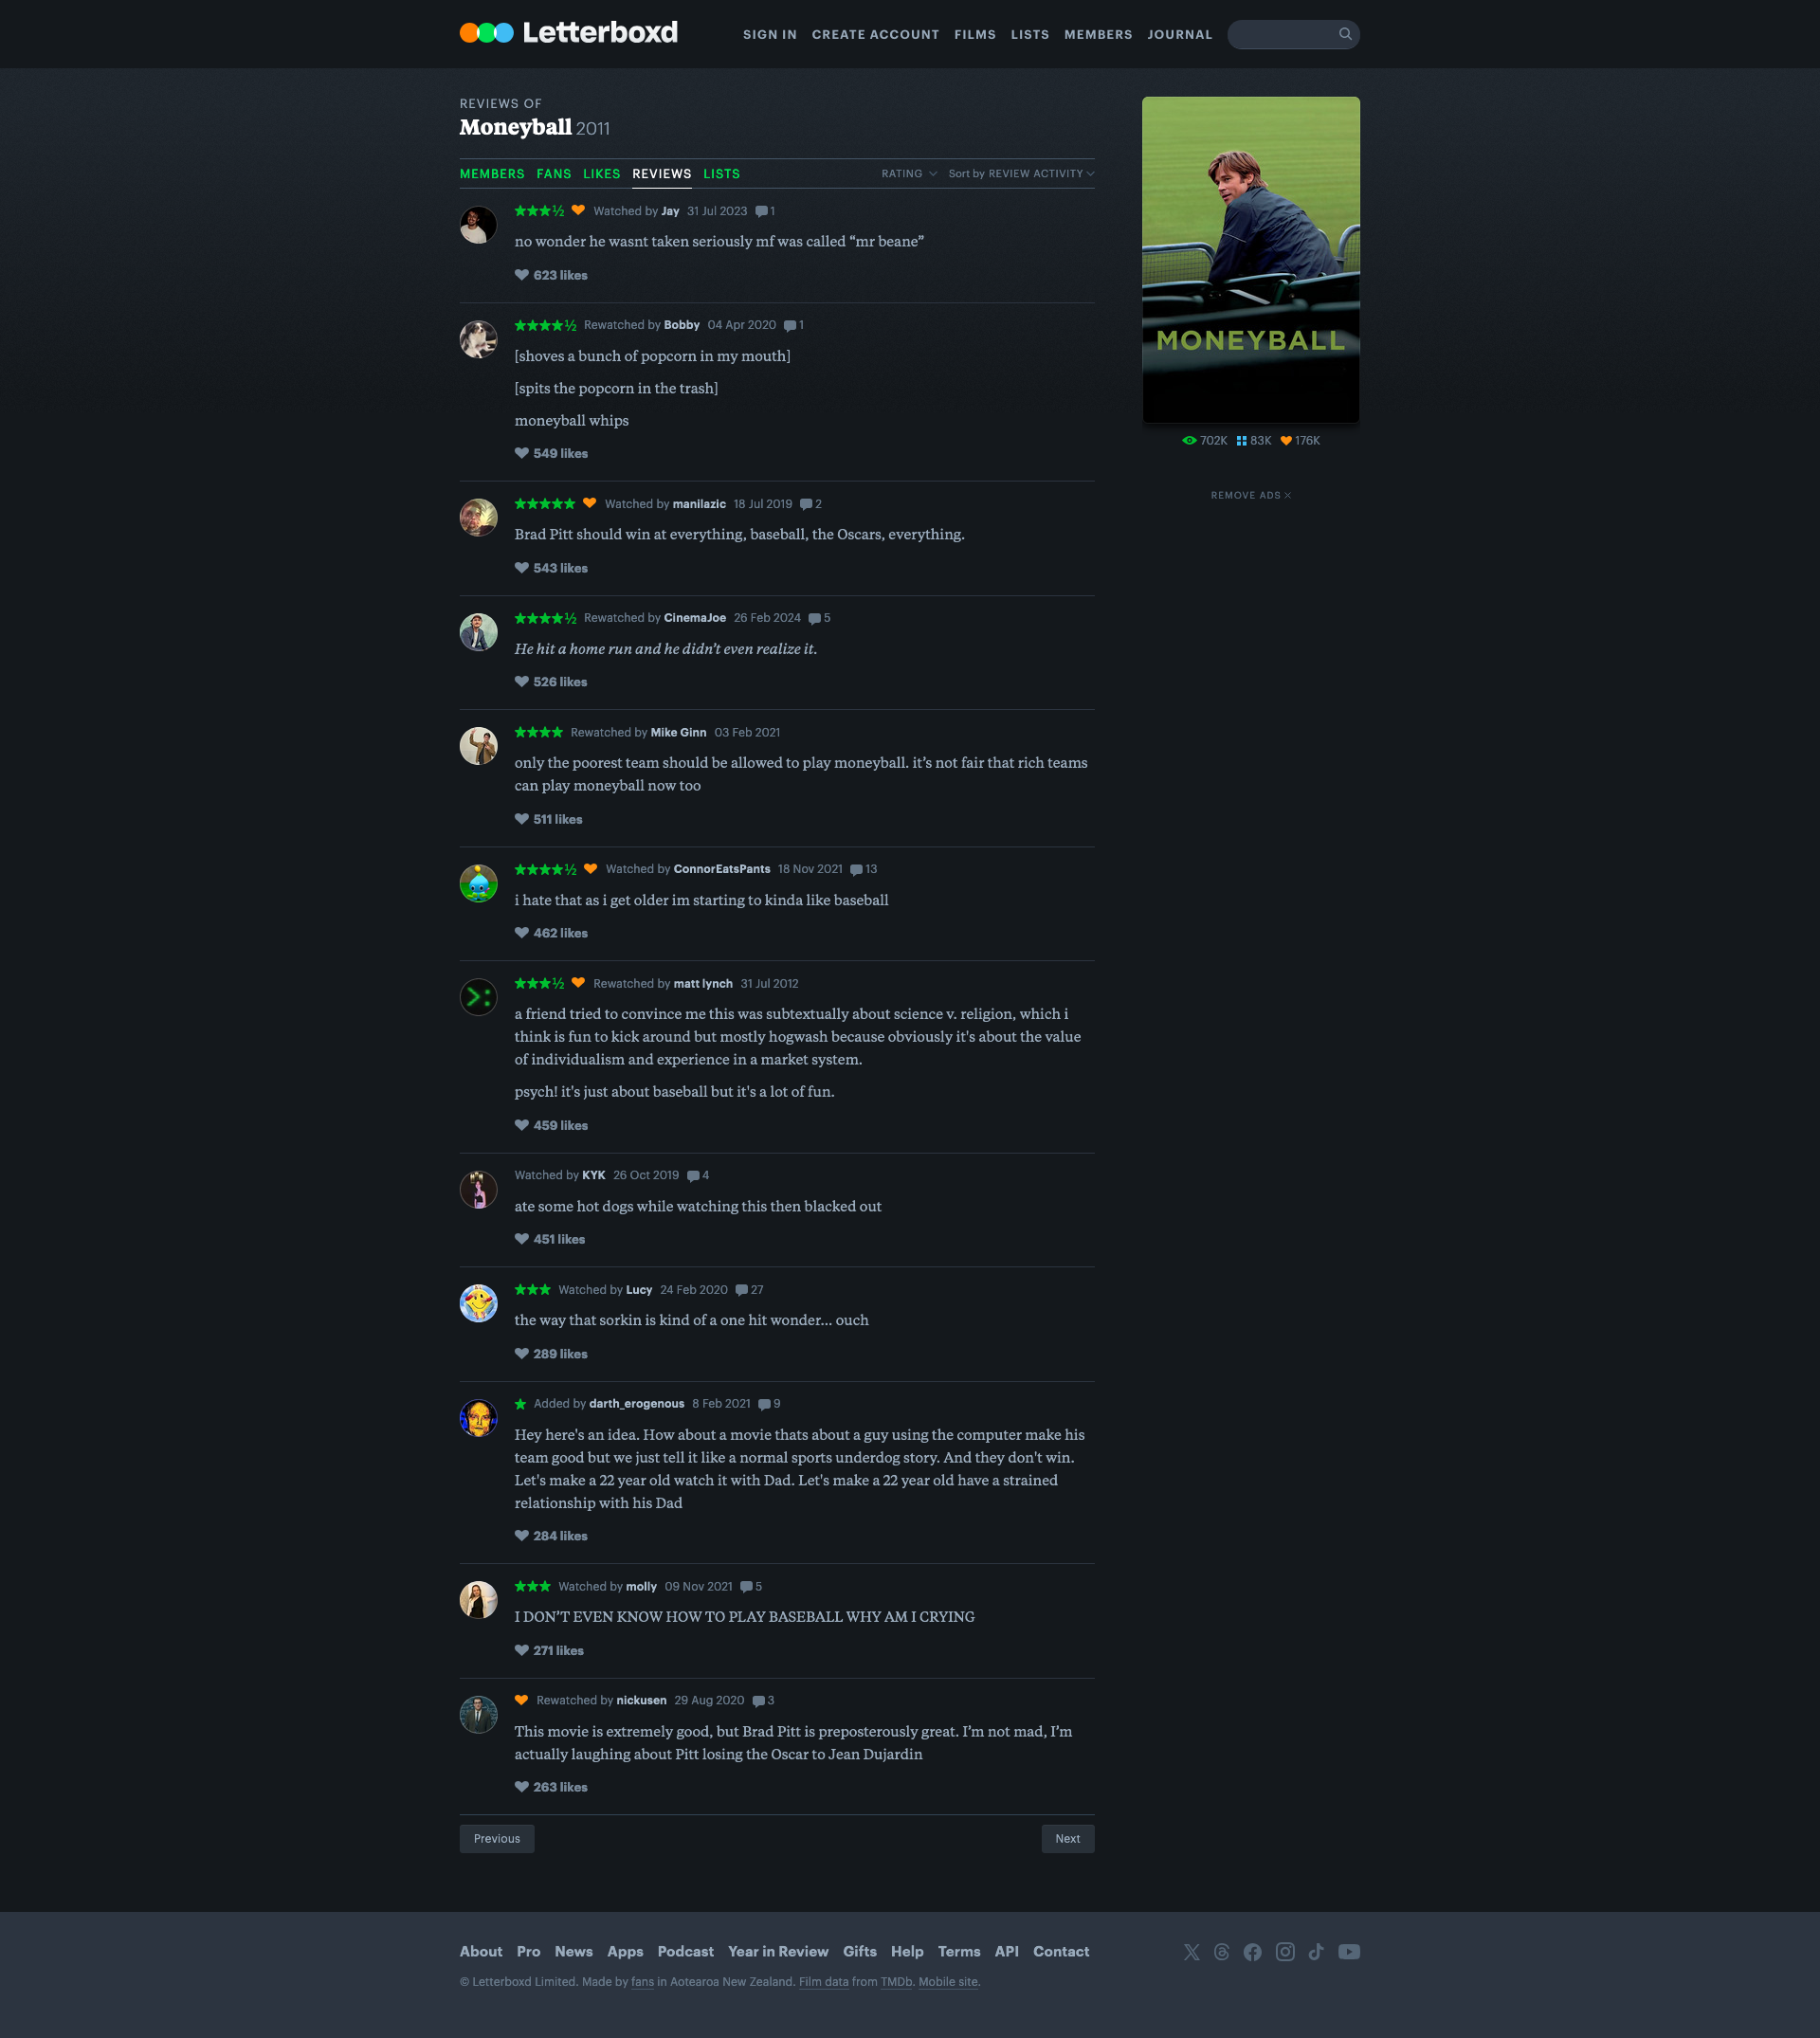 Letterboxd
SIGN IN CREATE ACCOUNT FILMS LISTS MEMBERS JOURNAL
REVIEWS OF
Moneyball 2011
MEMBERS FANS LIKES REVIEWS LISTS
RATING Sort by REVIEW ACTIVITY
★★★½ Watched by Jay 31 Jul 2023 1
no wonder he wasnt taken seriously mf was called “mr beane”
623 likes
★★★★½ Rewatched by Bobby 04 Apr 2020 1
[shoves a bunch of popcorn in my mouth]
[spits the popcorn in the trash]
moneyball whips
549 likes
★★★★★ Watched by manilazic 18 Jul 2019 2
Brad Pitt should win at everything, baseball, the Oscars, everything.
543 likes
★★★★½ Rewatched by CinemaJoe 26 Feb 2024 5
He hit a home run and he didn’t even realize it.
526 likes
★★★★ Rewatched by Mike Ginn 03 Feb 2021
only the poorest team should be allowed to play moneyball. it’s not fair that rich teams
can play moneyball now too
511 likes
★★★★½ Watched by ConnorEatsPants 18 Nov 2021 13
i hate that as i get older im starting to kinda like baseball
462 likes
★★★½ Rewatched by matt lynch 31 Jul 2012
a friend tried to convince me this was subtextually about science v. religion, which i
think is fun to kick around but mostly hogwash because obviously it's about the value
of individualism and experience in a market system.
psych! it's just about baseball but it's a lot of fun.
459 likes
Watched by KYK 26 Oct 2019 4
ate some hot dogs while watching this then blacked out
451 likes
★★★ Watched by Lucy 24 Feb 2020 27
the way that sorkin is kind of a one hit wonder... ouch
289 likes
★ Added by darth_erogenous 8 Feb 2021 9
Hey here's an idea. How about a movie thats about a guy using the computer make his
team good but we just tell it like a normal sports underdog story. And they don't win.
Let's make a 22 year old watch it with Dad. Let's make a 22 year old have a strained
relationship with his Dad
284 likes
★★★ Watched by molly 09 Nov 2021 5
I DON’T EVEN KNOW HOW TO PLAY BASEBALL WHY AM I CRYING
271 likes
Rewatched by nickusen 29 Aug 2020 3
This movie is extremely good, but Brad Pitt is preposterously great. I’m not mad, I’m
actually laughing about Pitt losing the Oscar to Jean Dujardin
263 likes
Previous Next
MONEYBALL
702K 83K 176K
REMOVE ADS
About Pro News Apps Podcast Year in Review Gifts Help Terms API Contact
© Letterboxd Limited. Made by fans in Aotearoa New Zealand. Film data from TMDb. Mobile site.